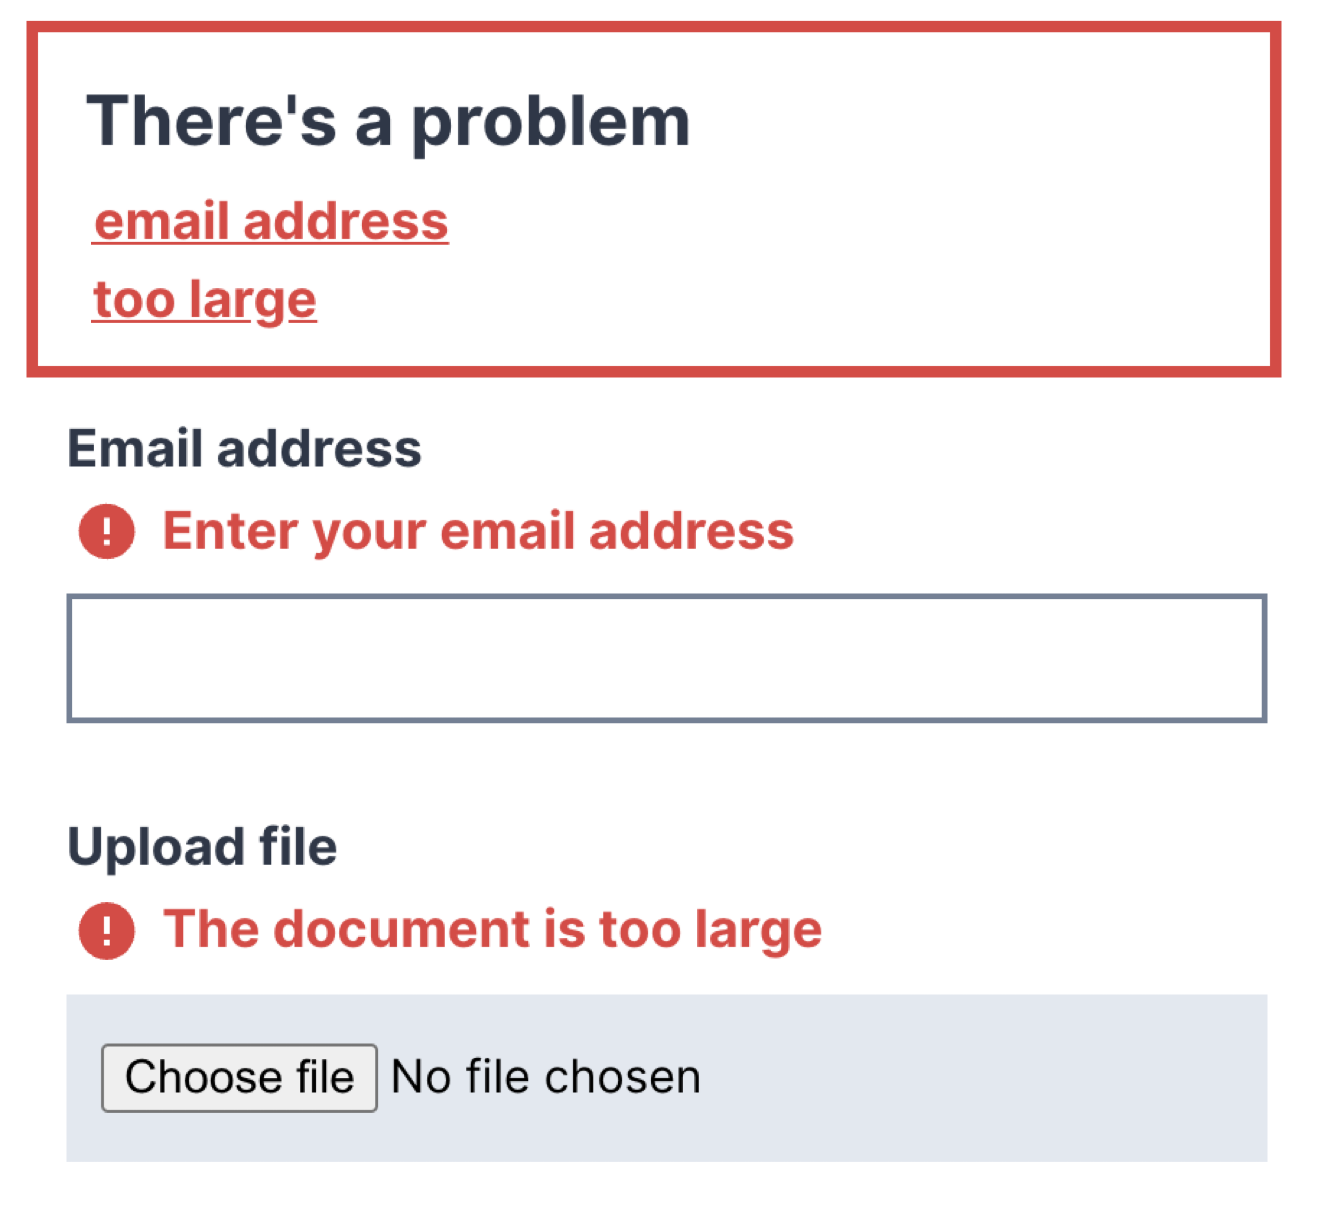 There's a problem
email address
too large
Email address
! Enter your email address
Upload file
! The document is too large
Choose file No file chosen